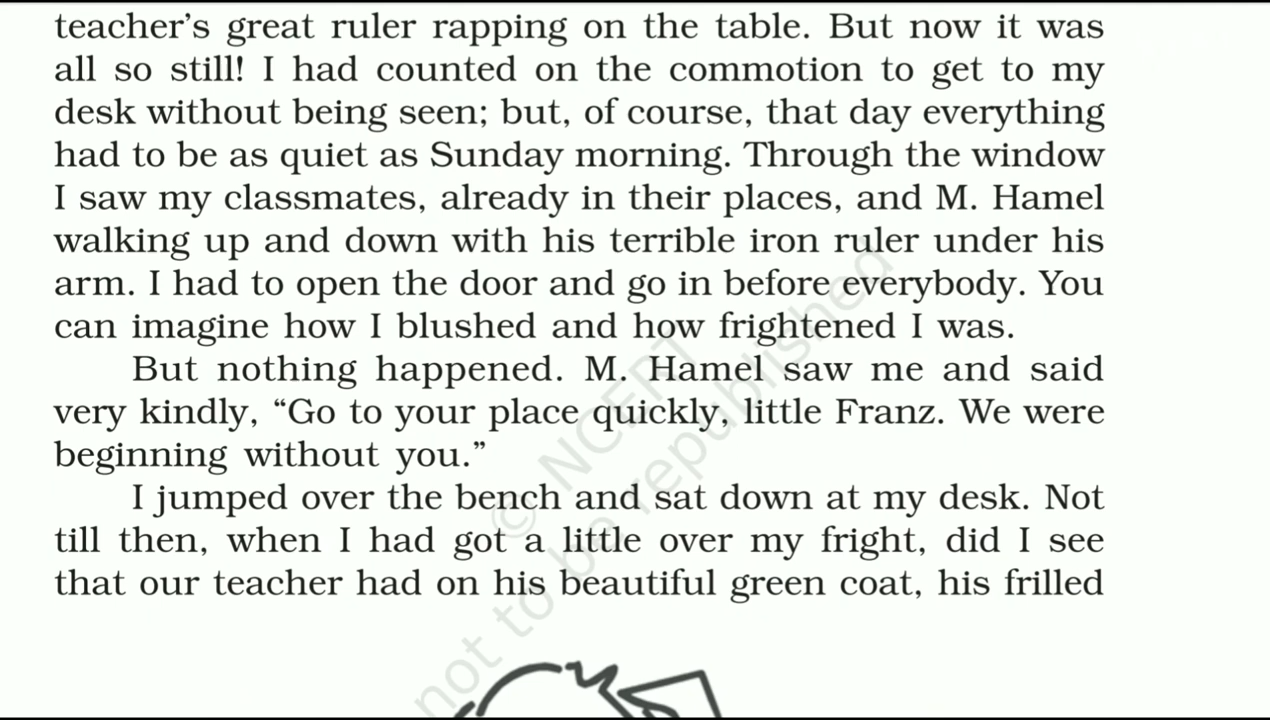 teacher's great ruler rapping on the table. But now it was
all so still! I had counted on the commotion to get to my
desk without being seen; but, of course, that day everything
had to be as quiet as Sunday morning. Through the window
I saw my classmates, already in their places, and M. Hamel
walking up and down with his terrible iron ruler under his
arm. I had to open the door and go in before everybody. You
can imagine how I blushed and how frightened I was.
But nothing happened. M. Hamel saw me and said
very kindly, “Go to your place quickly, little Franz. We were
beginning without you.”
I jumped over the bench and sat down at my desk. Not
till then, when I had got a little over my fright, did I see
that our teacher had on his beautiful green coat, his frilled
© NCERT
not to be republished